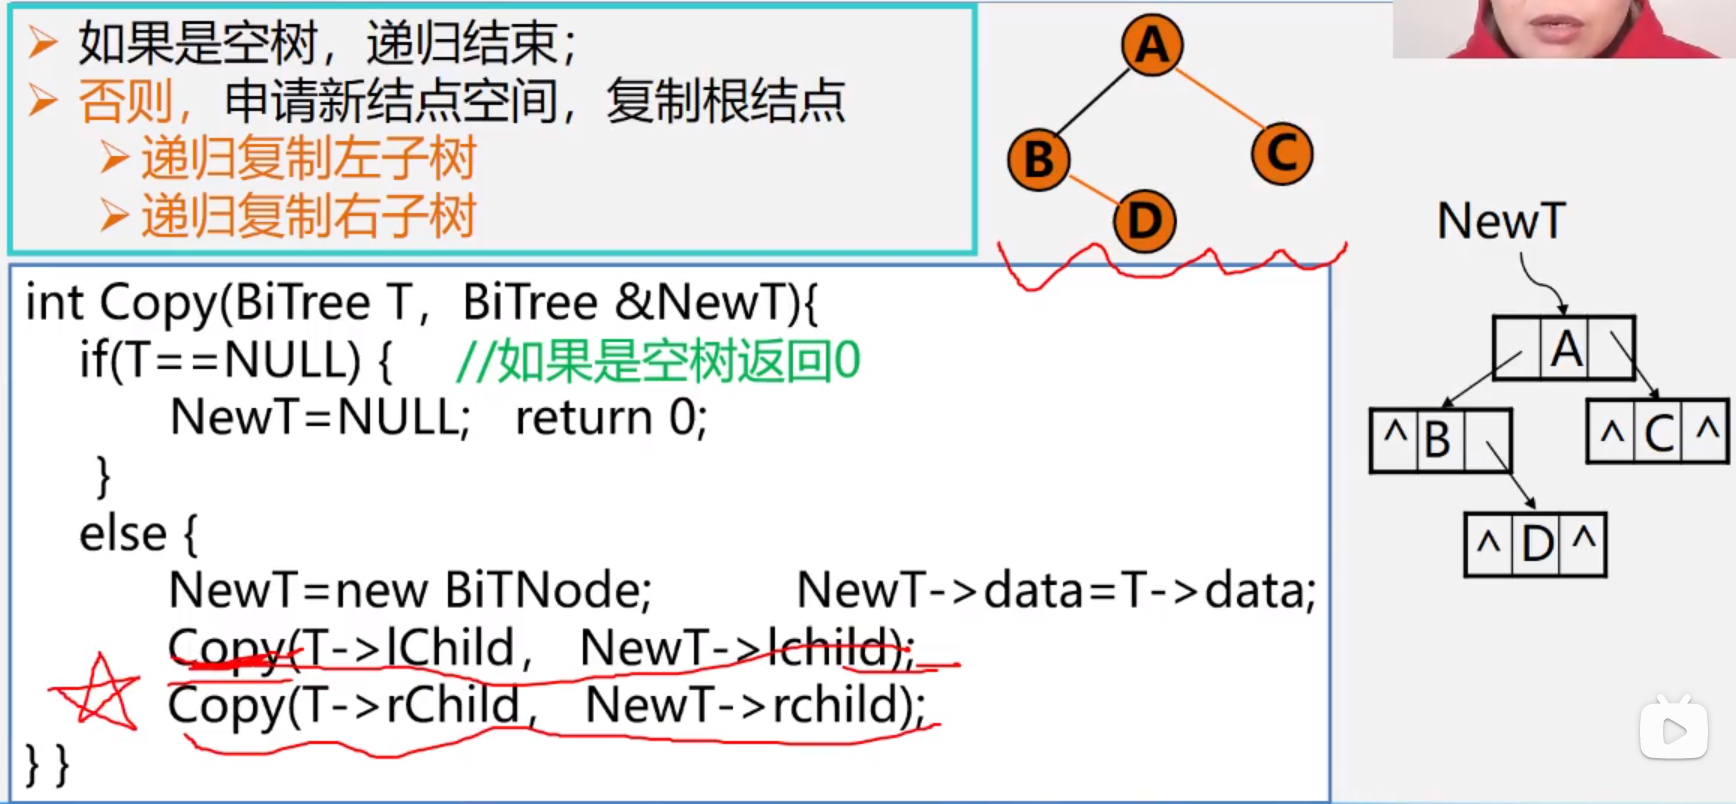 如果是空树，递归结束；
否则，申请新结点空间，复制根结点
递归复制左子树
递归复制右子树
A
B
C
D
int Copy(BiTree T，BiTree &NewT){
if(T==NULL) { //如果是空树返回0
NewT=NULL; return 0;
}
else {
NewT=new BiTNode; NewT->data=T->data;
Copy(T->lChild, NewT->lchild);
Copy(T->rChild, NewT->rchild);
} }
NewT
A
^ B
^ C ^
^ D ^